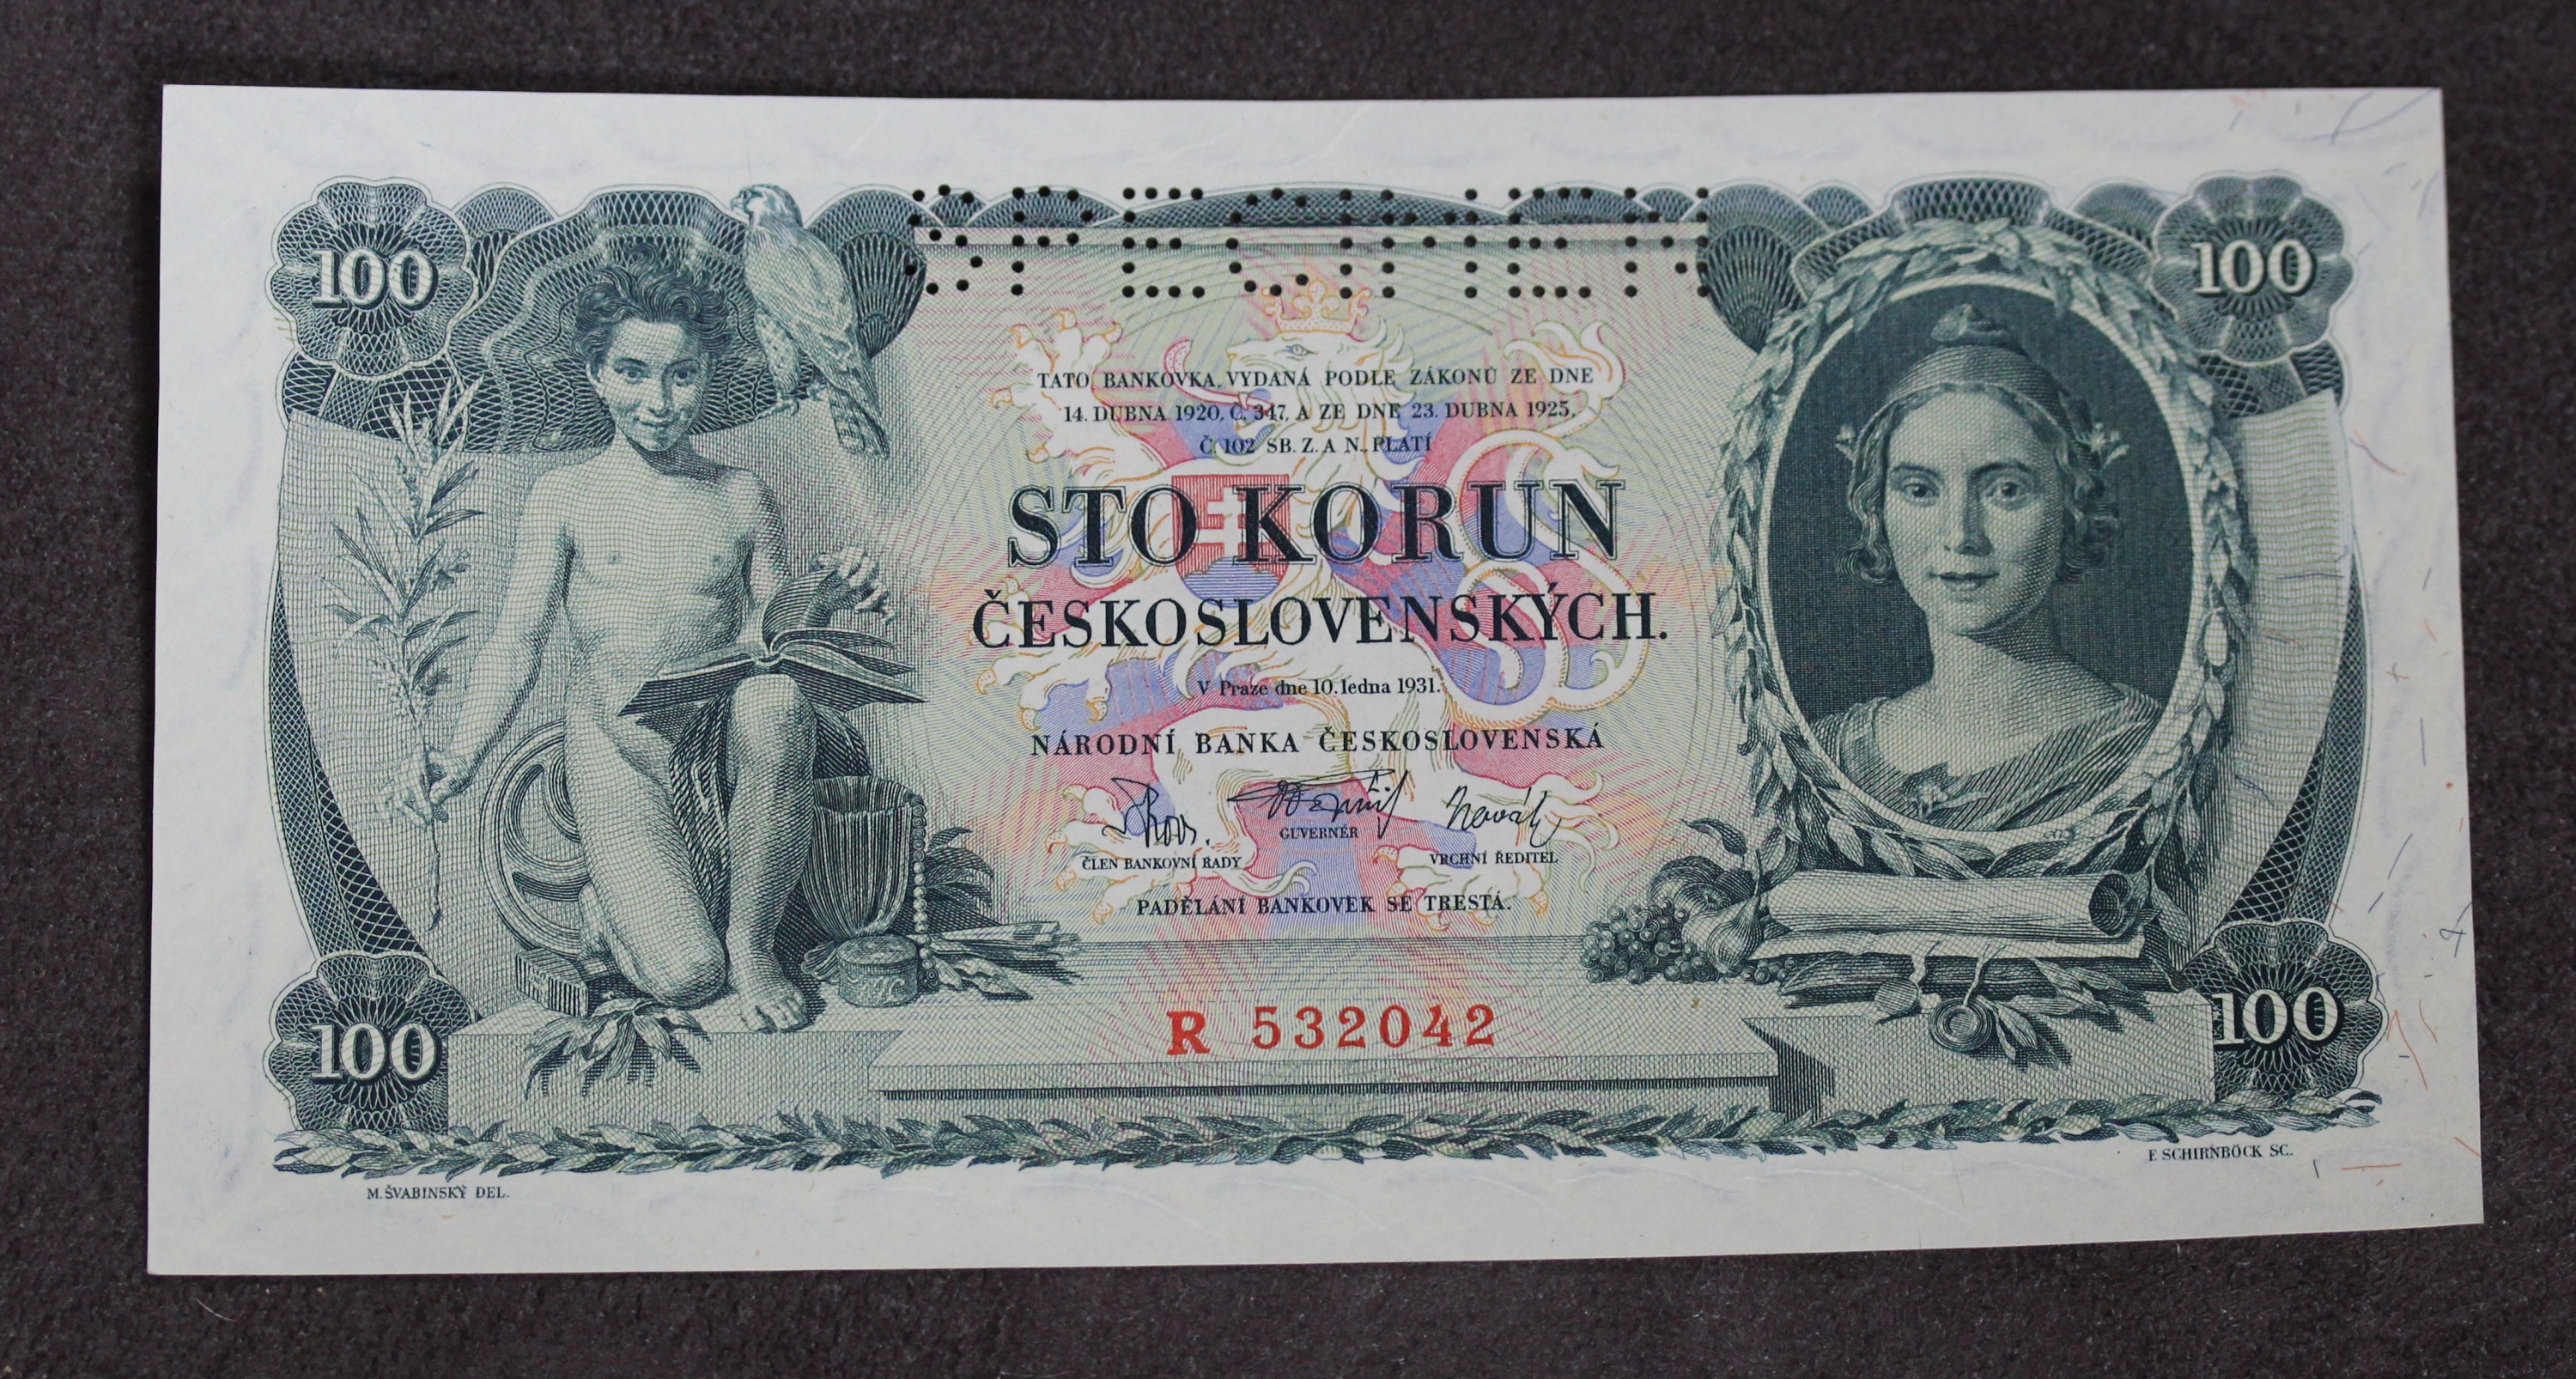 SPECIMEN
100 100
TATO BANKOVKA, VYDANÁ PODLE ZÁKONŮ ZE DNE
14. DUBNA 1920, Č. 347, A ZE DNE 23. DUBNA 1925,
Č. 102 SB. Z. A N., PLATÍ
STO KORUN
ČESKOSLOVENSKÝCH.
V Praze dne 10. ledna 1931.
NÁRODNÍ BANKA ČESKOSLOVENSKÁ
Novák
GUVERNÉR
ČLEN BANKOVNÍ RADY VRCHNÍ ŘEDITEL
PADĚLÁNÍ BANKOVEK SE TRESTÁ.
R 532042
100 100
M. ŠVABINSKÝ DEL. F. SCHIRNBÖCK SC.